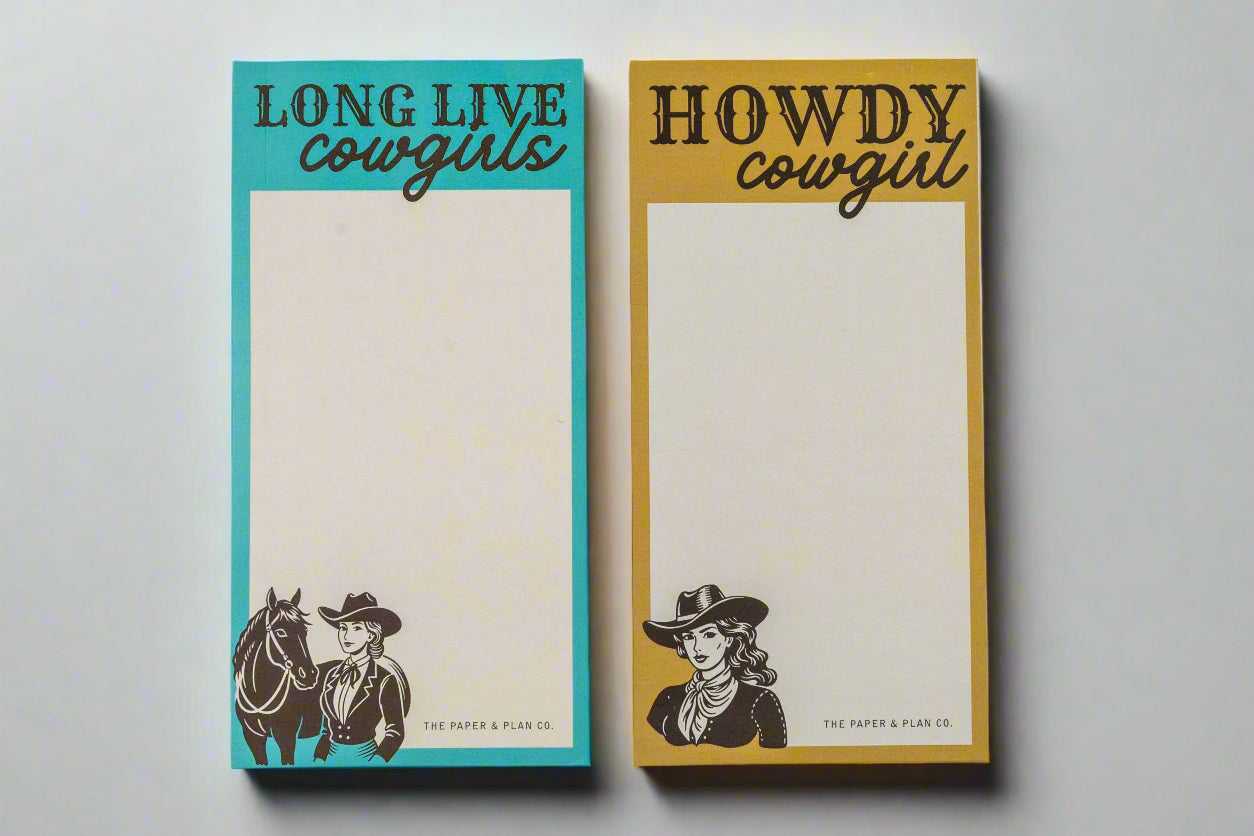 LONG LIVE
cowgirls
THE PAPER & PLAN CO.
HOWDY
cowgirl
THE PAPER & PLAN CO.